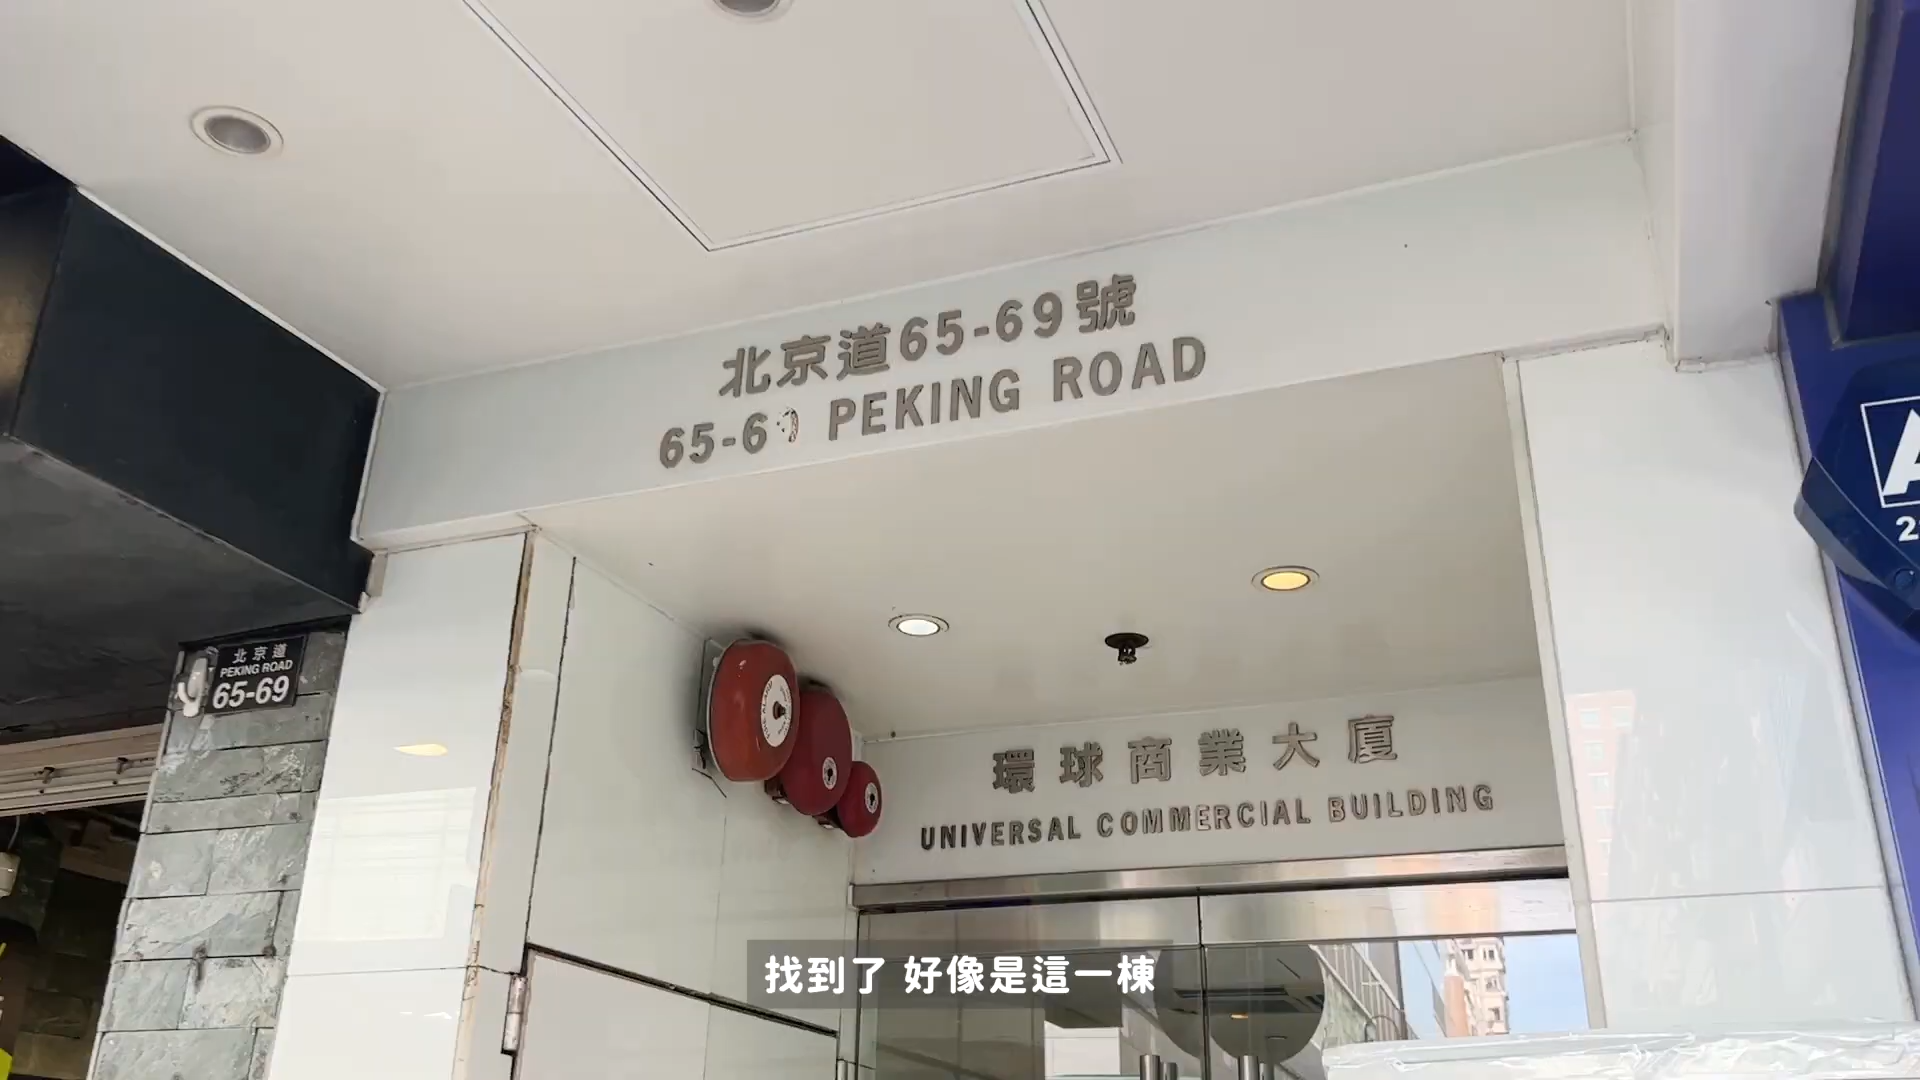 北京道65-69號
65-6 PEKING ROAD
北京道
PEKING ROAD
65-69
環球商業大廈
UNIVERSAL COMMERCIAL BUILDING
找到了 好像是這一棟